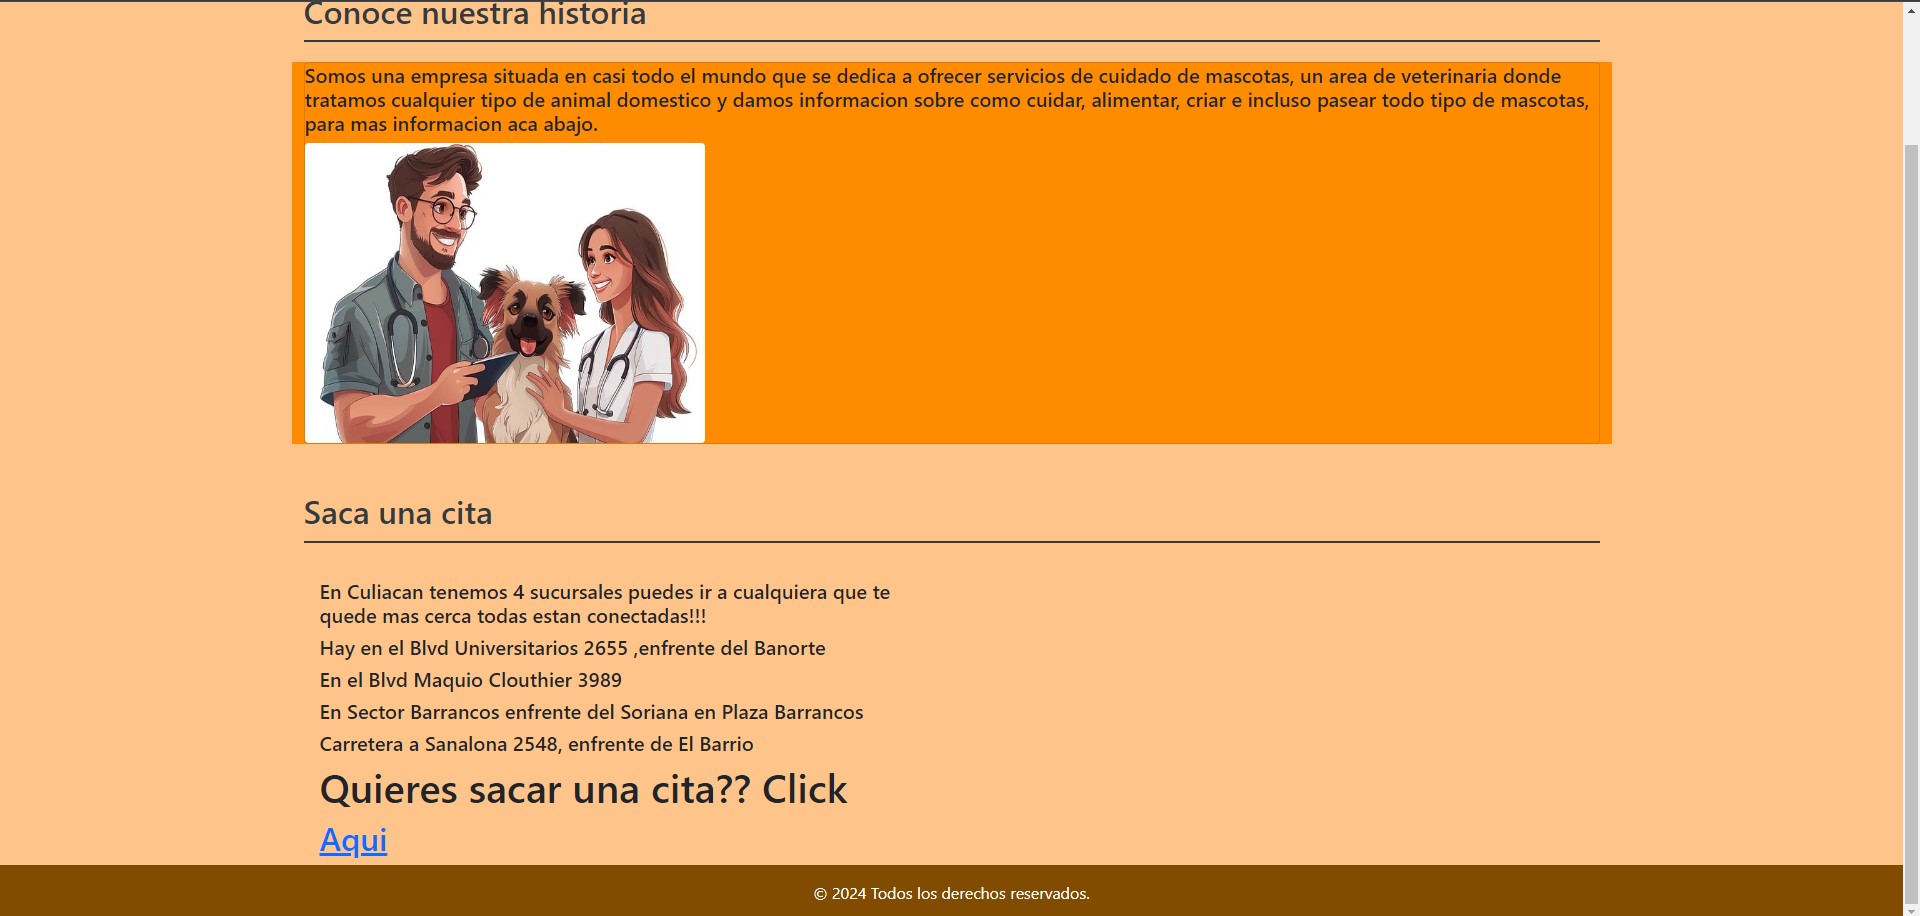 Conoce nuestra historia
Somos una empresa situada en casi todo el mundo que se dedica a ofrecer servicios de cuidado de mascotas, un area de veterinaria donde
tratamos cualquier tipo de animal domestico y damos informacion sobre como cuidar, alimentar, criar e incluso pasear todo tipo de mascotas,
para mas informacion aca abajo.
Saca una cita
En Culiacan tenemos 4 sucursales puedes ir a cualquiera que te
quede mas cerca todas estan conectadas!!!
Hay en el Blvd Universitarios 2655 ,enfrente del Banorte
En el Blvd Maquio Clouthier 3989
En Sector Barrancos enfrente del Soriana en Plaza Barrancos
Carretera a Sanalona 2548, enfrente de El Barrio
Quieres sacar una cita?? Click
Aqui
© 2024 Todos los derechos reservados.